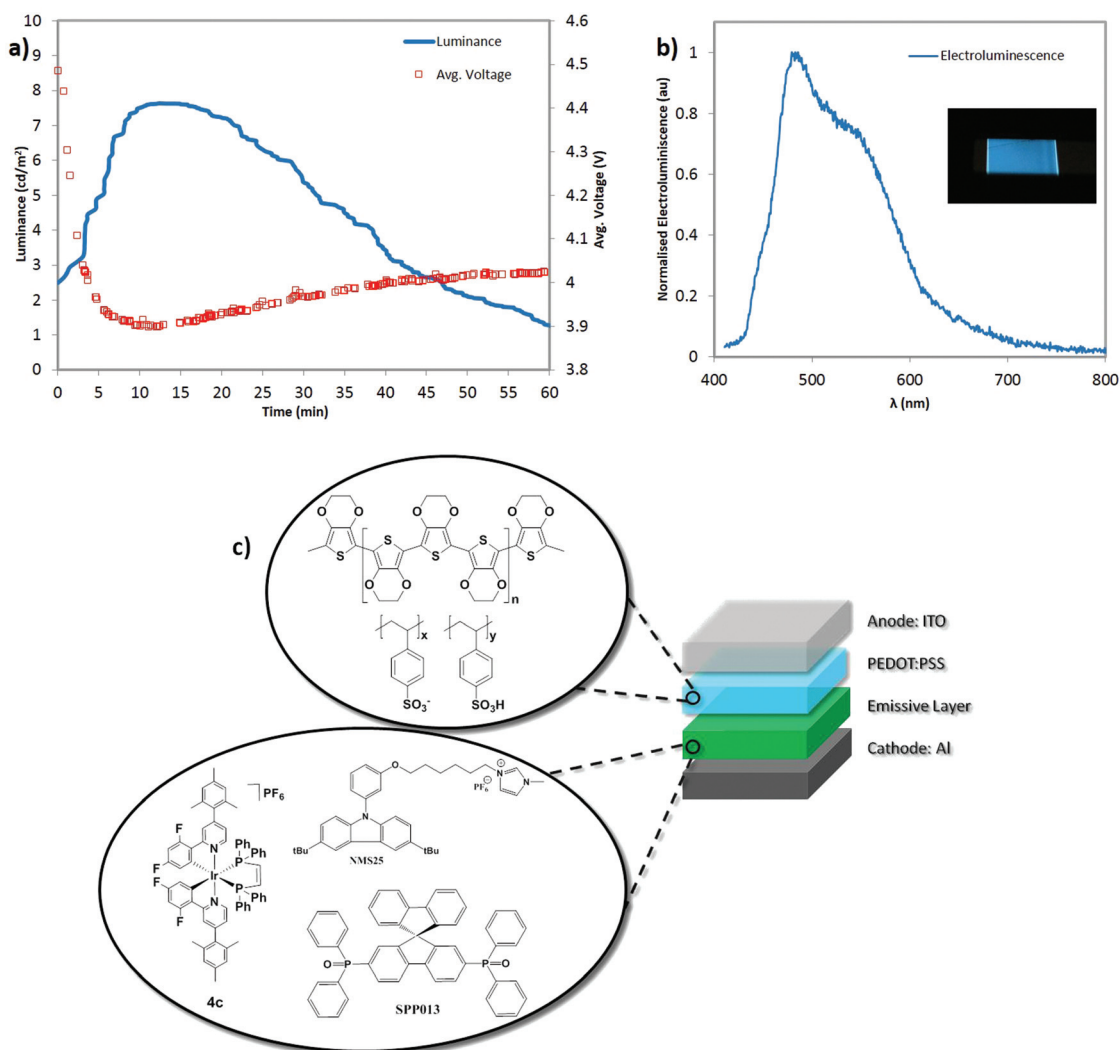 a)
Luminance
Avg. Voltage
Luminance (cd/m²)
10
9
8
7
6
5
4
3
2
1
0
Avg. Voltage (V)
4.6
4.5
4.4
4.3
4.2
4.1
4
3.9
3.8
0 5 10 15 20 25 30 35 40 45 50 55 60
Time (min)
b)
Electroluminescence
Normalised Electroluminiscence (au)
1
0.8
0.6
0.4
0.2
0
400 500 600 700 800
λ (nm)
c)
O O O O O O
S S S S S
O O O O
n
x y
SO₃⁻ SO₃H
Anode: ITO
PEDOT:PSS
Emissive Layer
Cathode: Al
PF₆
F
F
F
F
N
Ir
N
Ph Ph
P
P
Ph Ph
4c
O
N
⊕
N
PF₆⊖
N
tBu tBu
NMS25
O=P P=O
SPP013